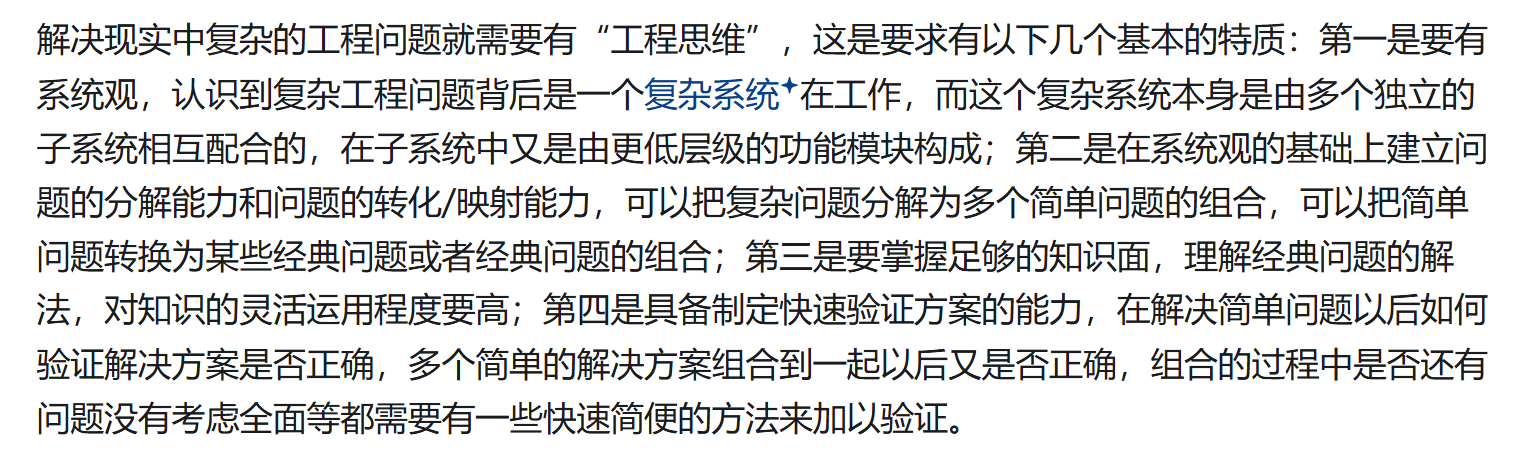 解决现实中复杂的工程问题就需要有“工程思维”，这是要求有以下几个基本的特质：第一是要有
系统观，认识到复杂工程问题背后是一个复杂系统在工作，而这个复杂系统本身是由多个独立的
子系统相互配合的，在子系统中又是由更低层级的功能模块构成；第二是在系统观的基础上建立问
题的分解能力和问题的转化/映射能力，可以把复杂问题分解为多个简单问题的组合，可以把简单
问题转换为某些经典问题或者经典问题的组合；第三是要掌握足够的知识面，理解经典问题的解
法，对知识的灵活运用程度要高；第四是具备制定快速验证方案的能力，在解决简单问题以后如何
验证解决方案是否正确，多个简单的解决方案组合到一起以后又是否正确，组合的过程中是否还有
问题没有考虑全面等都需要有一些快速简便的方法来加以验证。